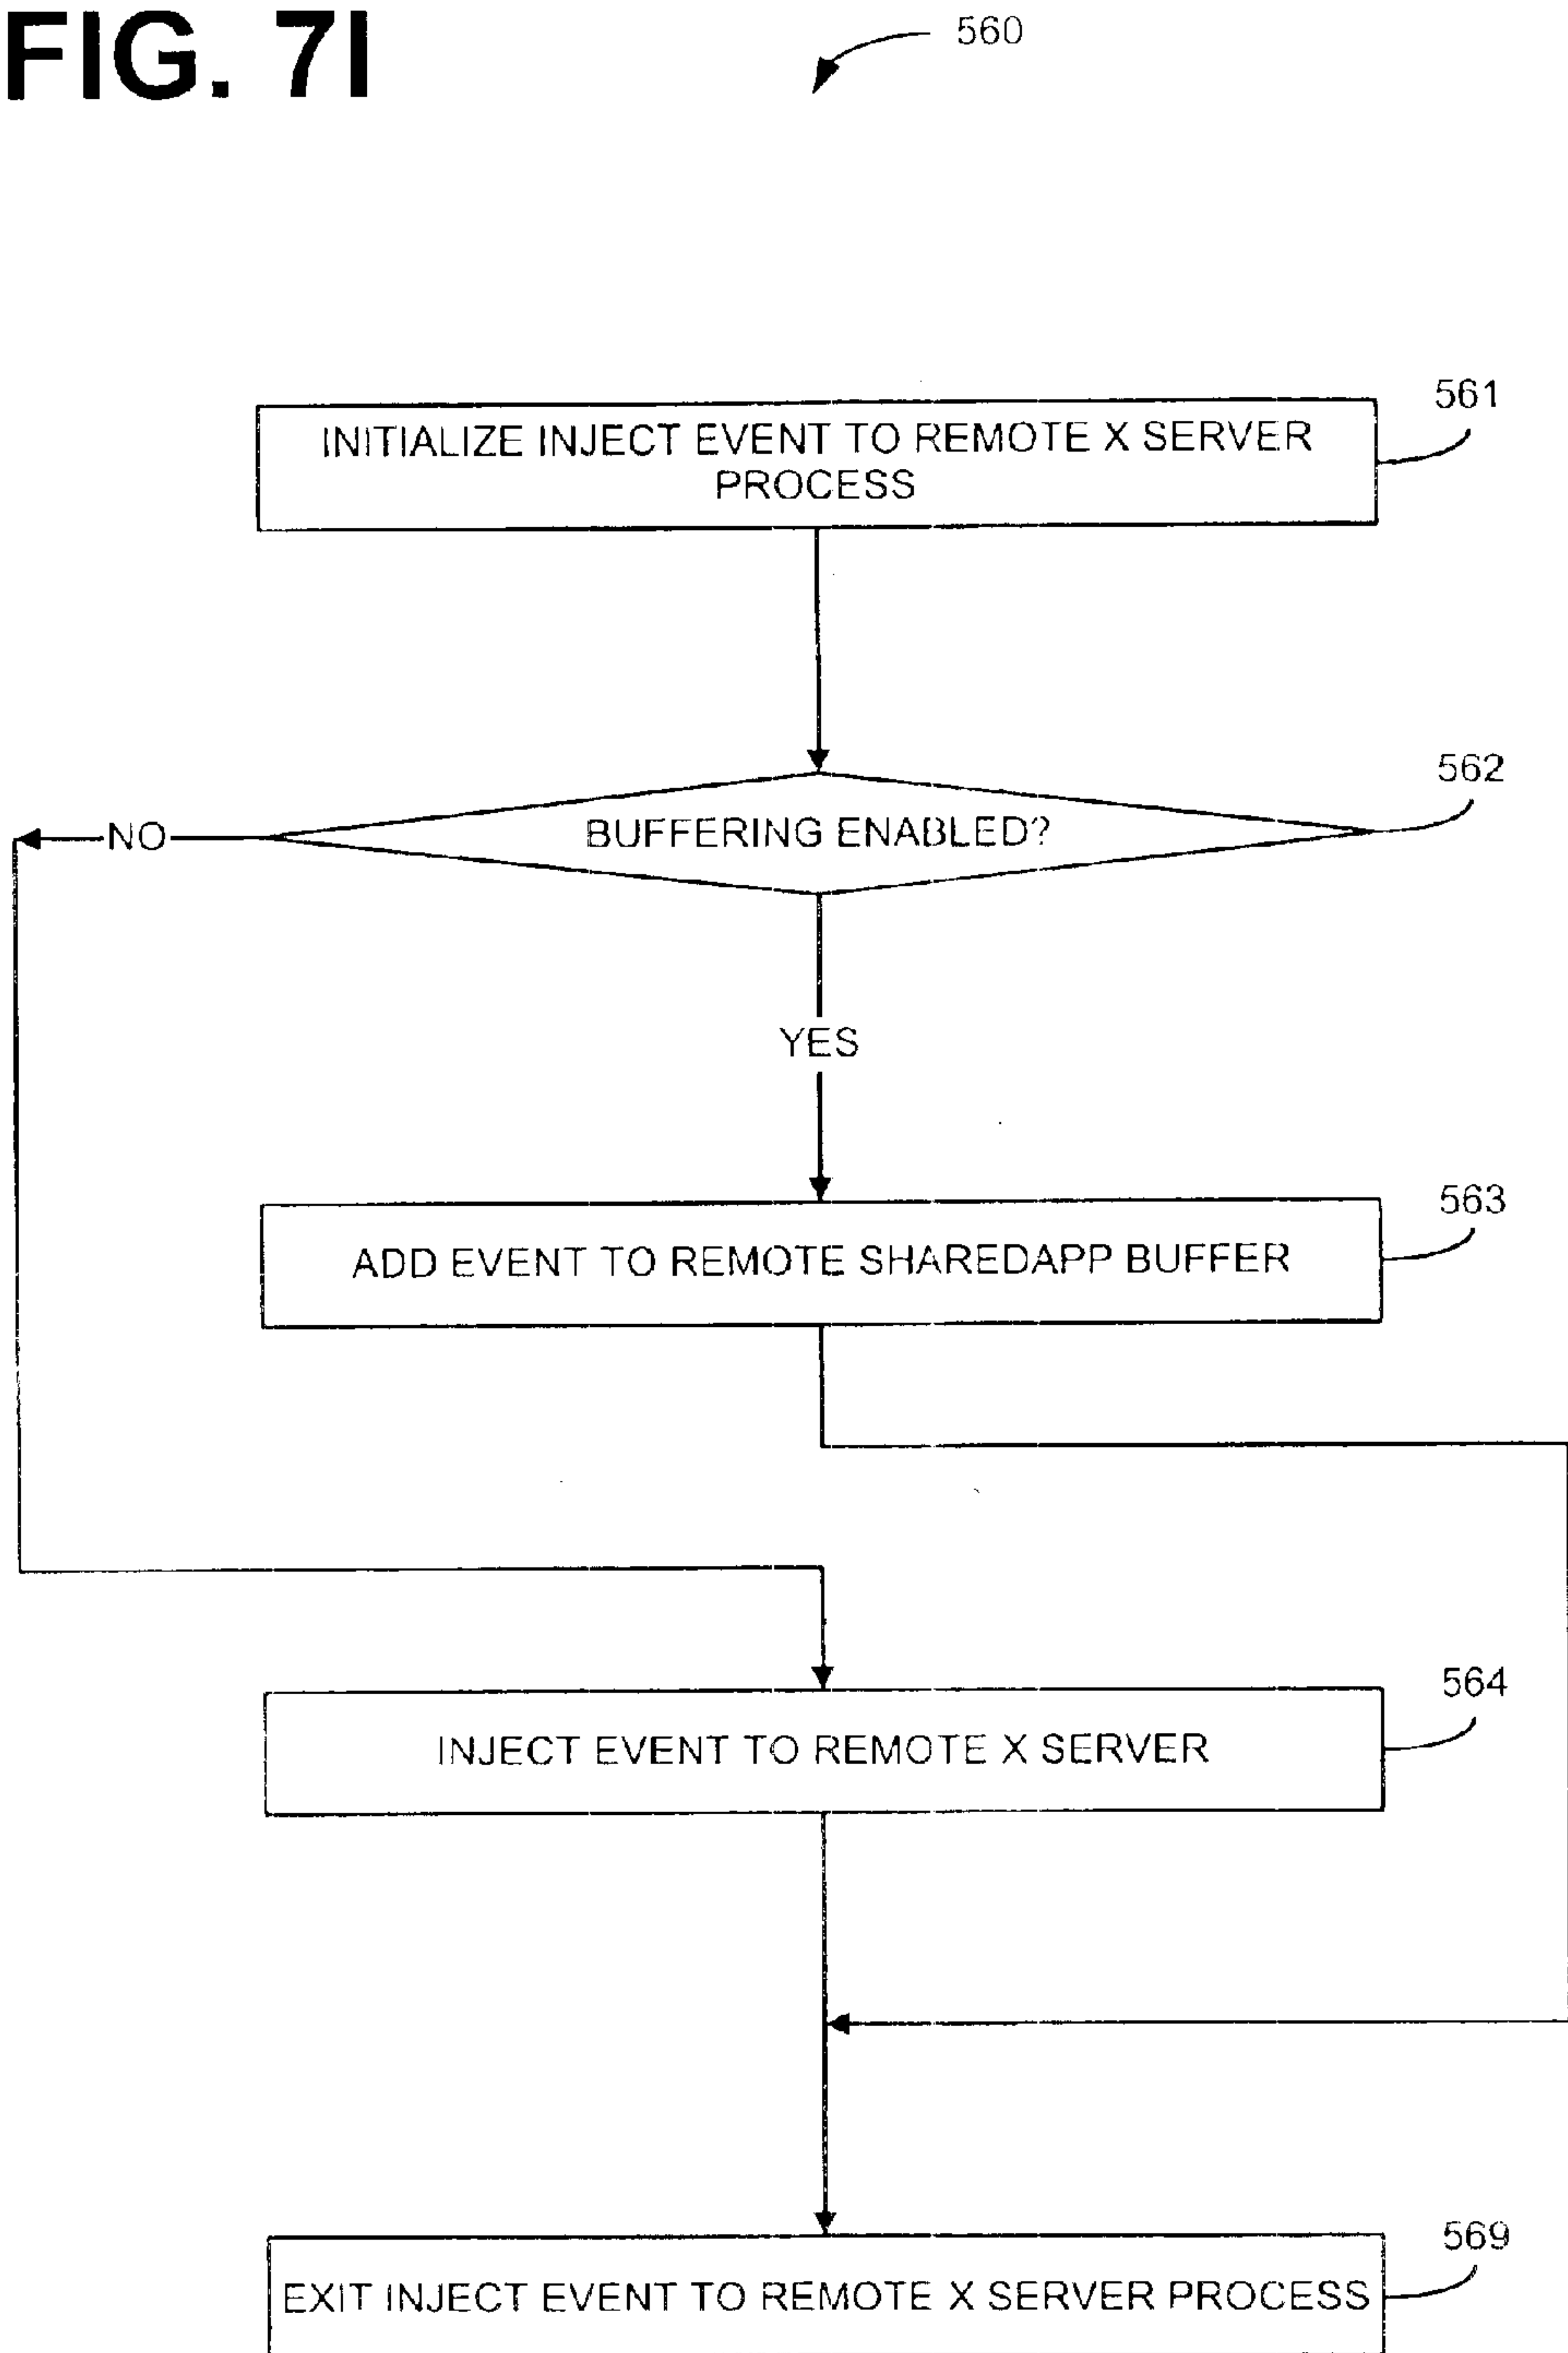 FIG. 7I
560
561
INITIALIZE INJECT EVENT TO REMOTE X SERVER
PROCESS
562
BUFFERING ENABLED?
NO
YES
563
ADD EVENT TO REMOTE SHAREDAPP BUFFER
564
INJECT EVENT TO REMOTE X SERVER
569
EXIT INJECT EVENT TO REMOTE X SERVER PROCESS